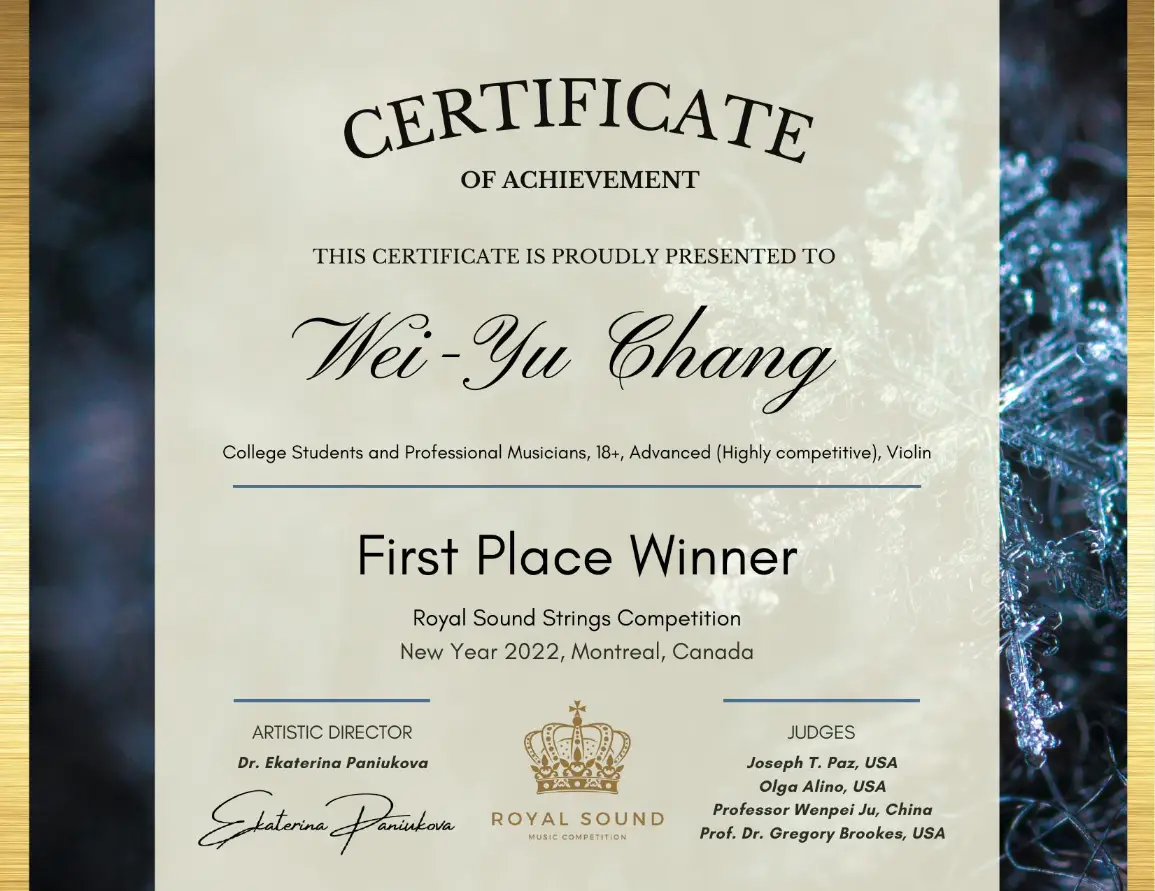 CERTIFICATE
OF ACHIEVEMENT
THIS CERTIFICATE IS PROUDLY PRESENTED TO
Wei-Yu Chang
College Students and Professional Musicians, 18+, Advanced (Highly competitive), Violin
First Place Winner
Royal Sound Strings Competition
New Year 2022, Montreal, Canada
ARTISTIC DIRECTOR
Dr. Ekaterina Paniukova
Ekaterina Paniukova
ROYAL SOUND
MUSIC COMPETITION
JUDGES
Joseph T. Paz, USA
Olga Alino, USA
Professor Wenpei Ju, China
Prof. Dr. Gregory Brookes, USA